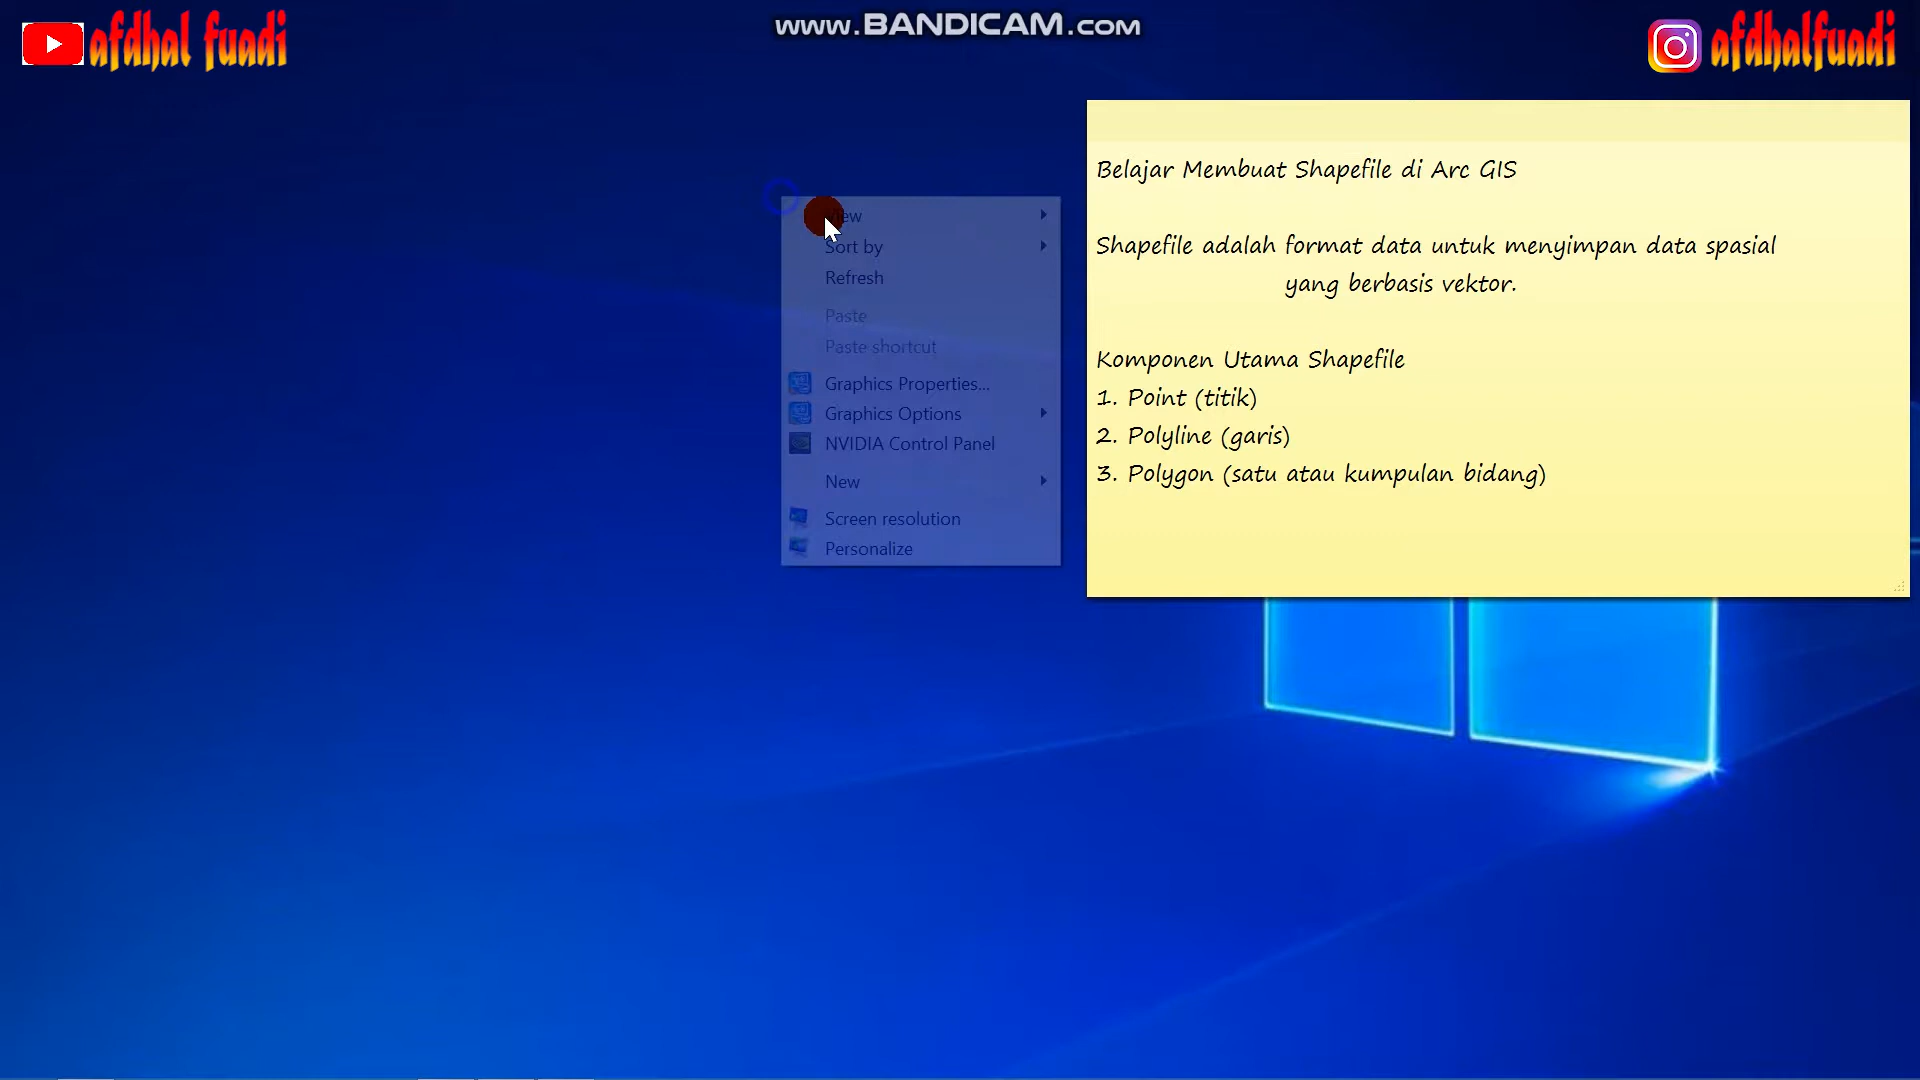 afdhal fuadi
www.BANDICAM.com
afdhalfuadi
View
Sort by
Refresh
Paste
Paste shortcut
Graphics Properties...
Graphics Options
NVIDIA Control Panel
New
Screen resolution
Personalize
Belajar Membuat Shapefile di Arc GIS
Shapefile adalah format data untuk menyimpan data spasial
yang berbasis vektor.
Komponen Utama Shapefile
1. Point (titik)
2. Polyline (garis)
3. Polygon (satu atau kumpulan bidang)